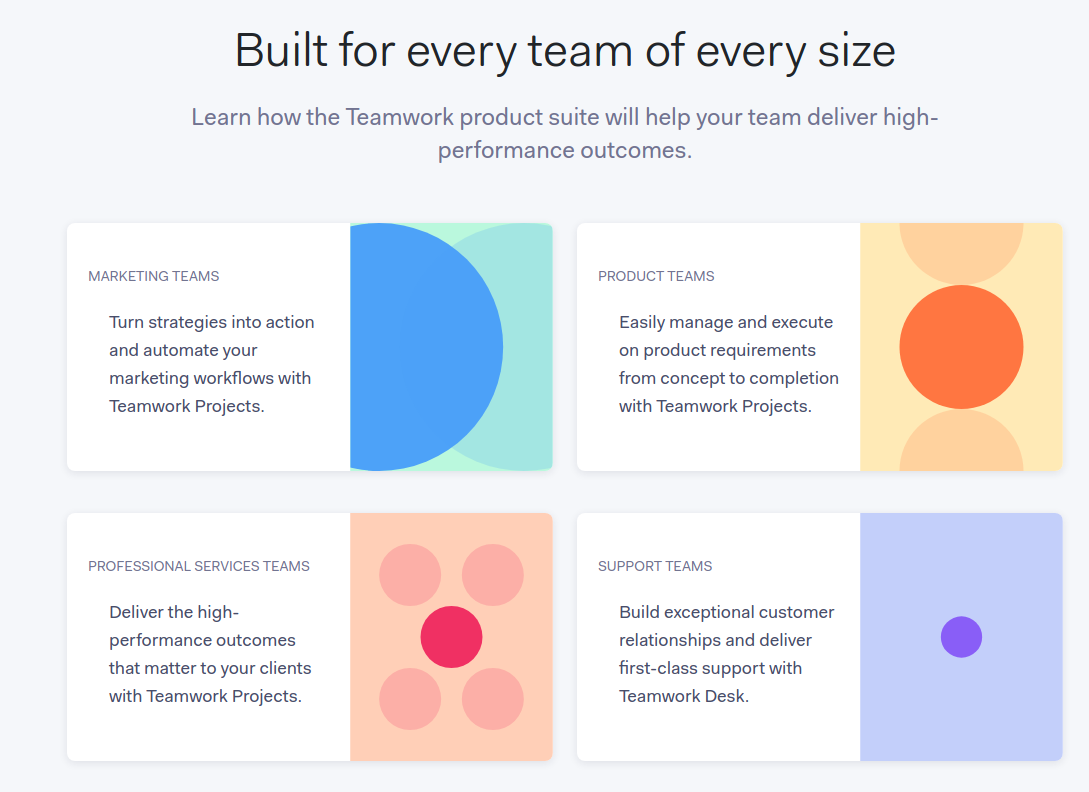 Built for every team of every size
Learn how the Teamwork product suite will help your team deliver high-
performance outcomes.
MARKETING TEAMS
Turn strategies into action
and automate your
marketing workflows with
Teamwork Projects.
PRODUCT TEAMS
Easily manage and execute
on product requirements
from concept to completion
with Teamwork Projects.
PROFESSIONAL SERVICES TEAMS
Deliver the high-
performance outcomes
that matter to your clients
with Teamwork Projects.
SUPPORT TEAMS
Build exceptional customer
relationships and deliver
first-class support with
Teamwork Desk.